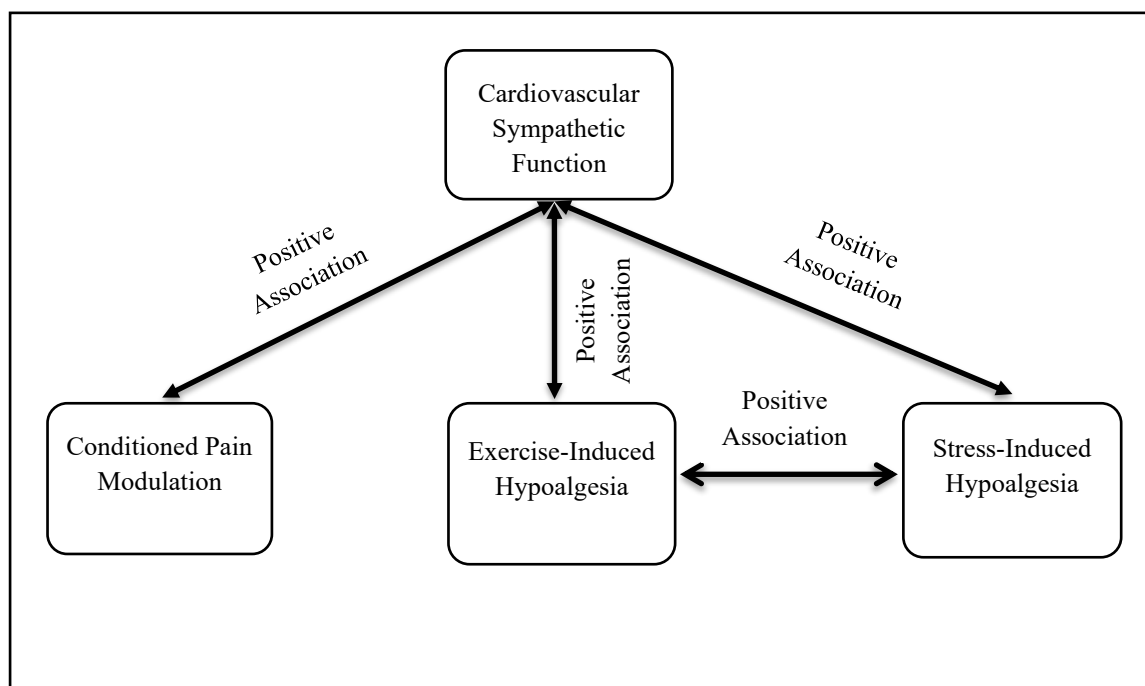 Cardiovascular
Sympathetic
Function
Positive
Association
Positive
Association
Positive
Association
Conditioned Pain
Modulation
Exercise-Induced
Hypoalgesia
Positive
Association
Stress-Induced
Hypoalgesia